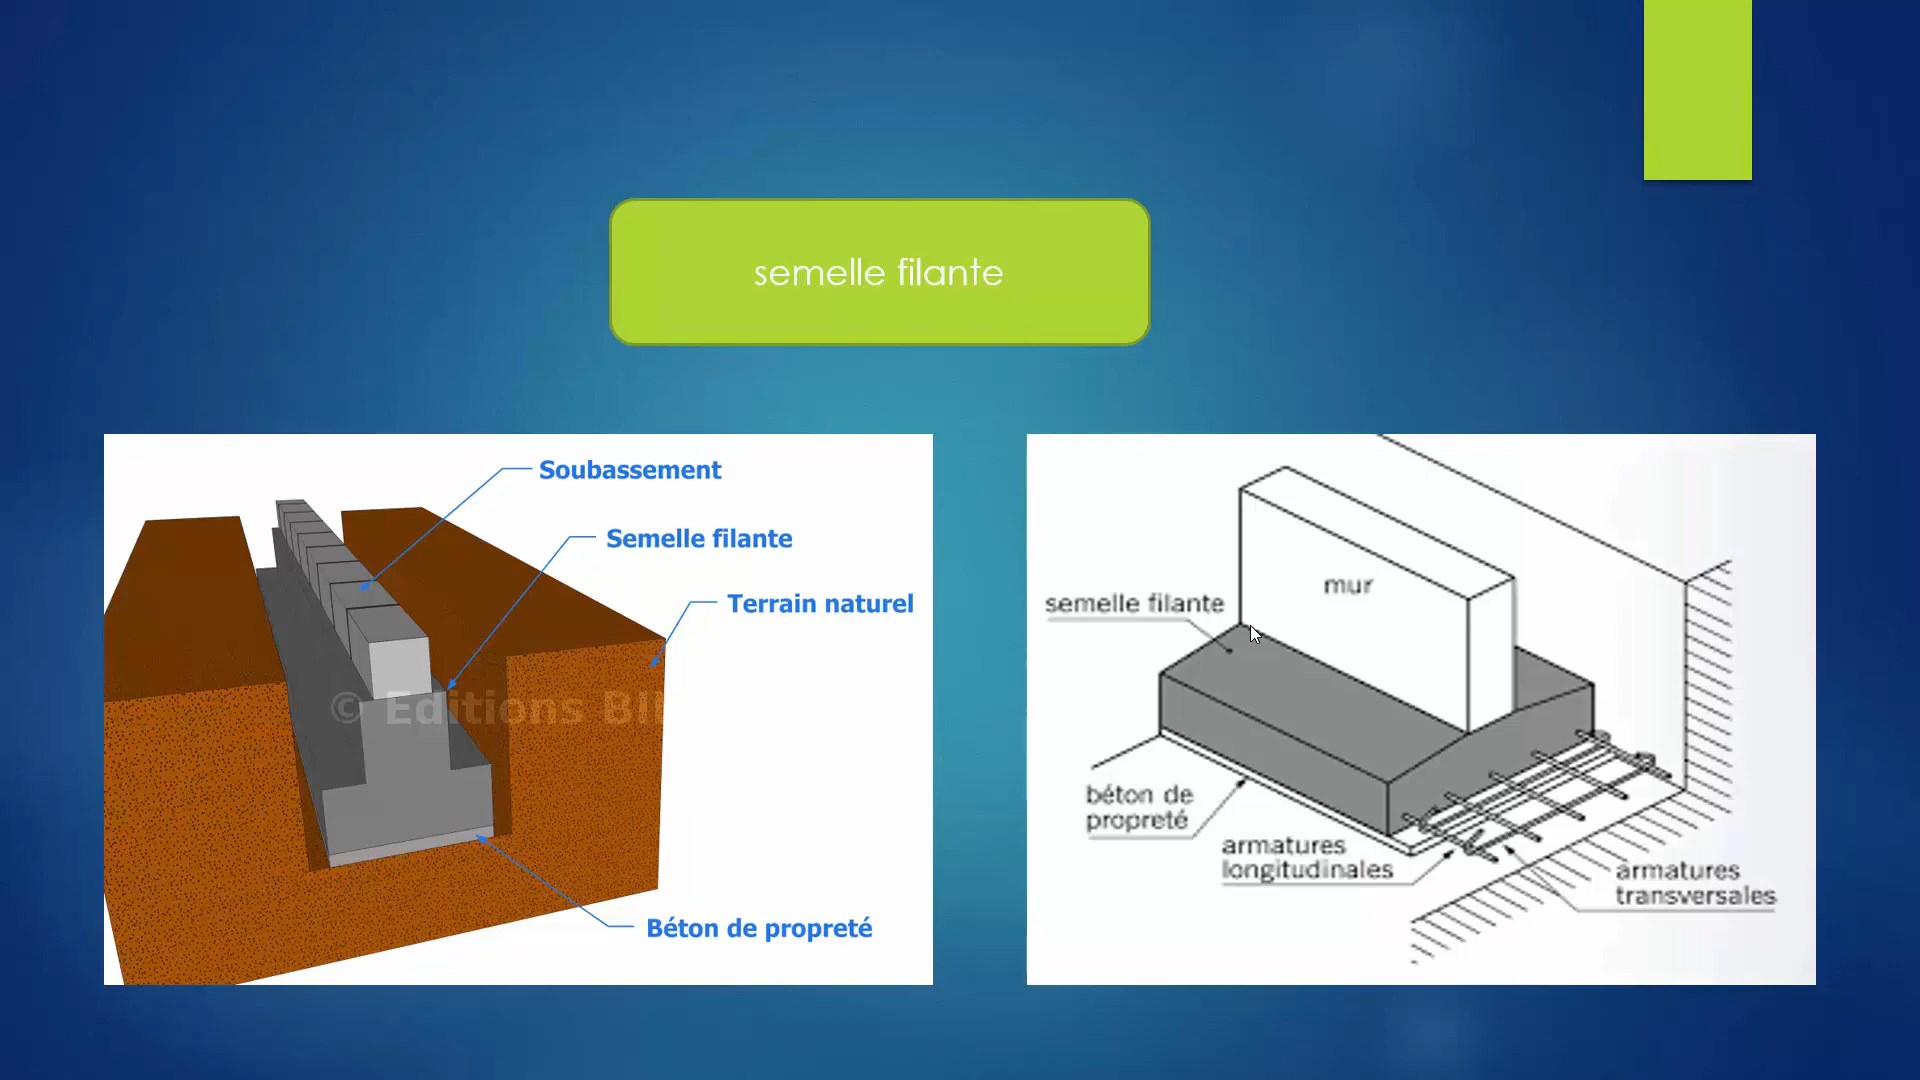 semelle filante
Soubassement
Semelle filante
Terrain naturel
© Editions
Béton de propreté
mur
semelle filante
béton de
propreté
armatures
longitudinales
armatures
transversales